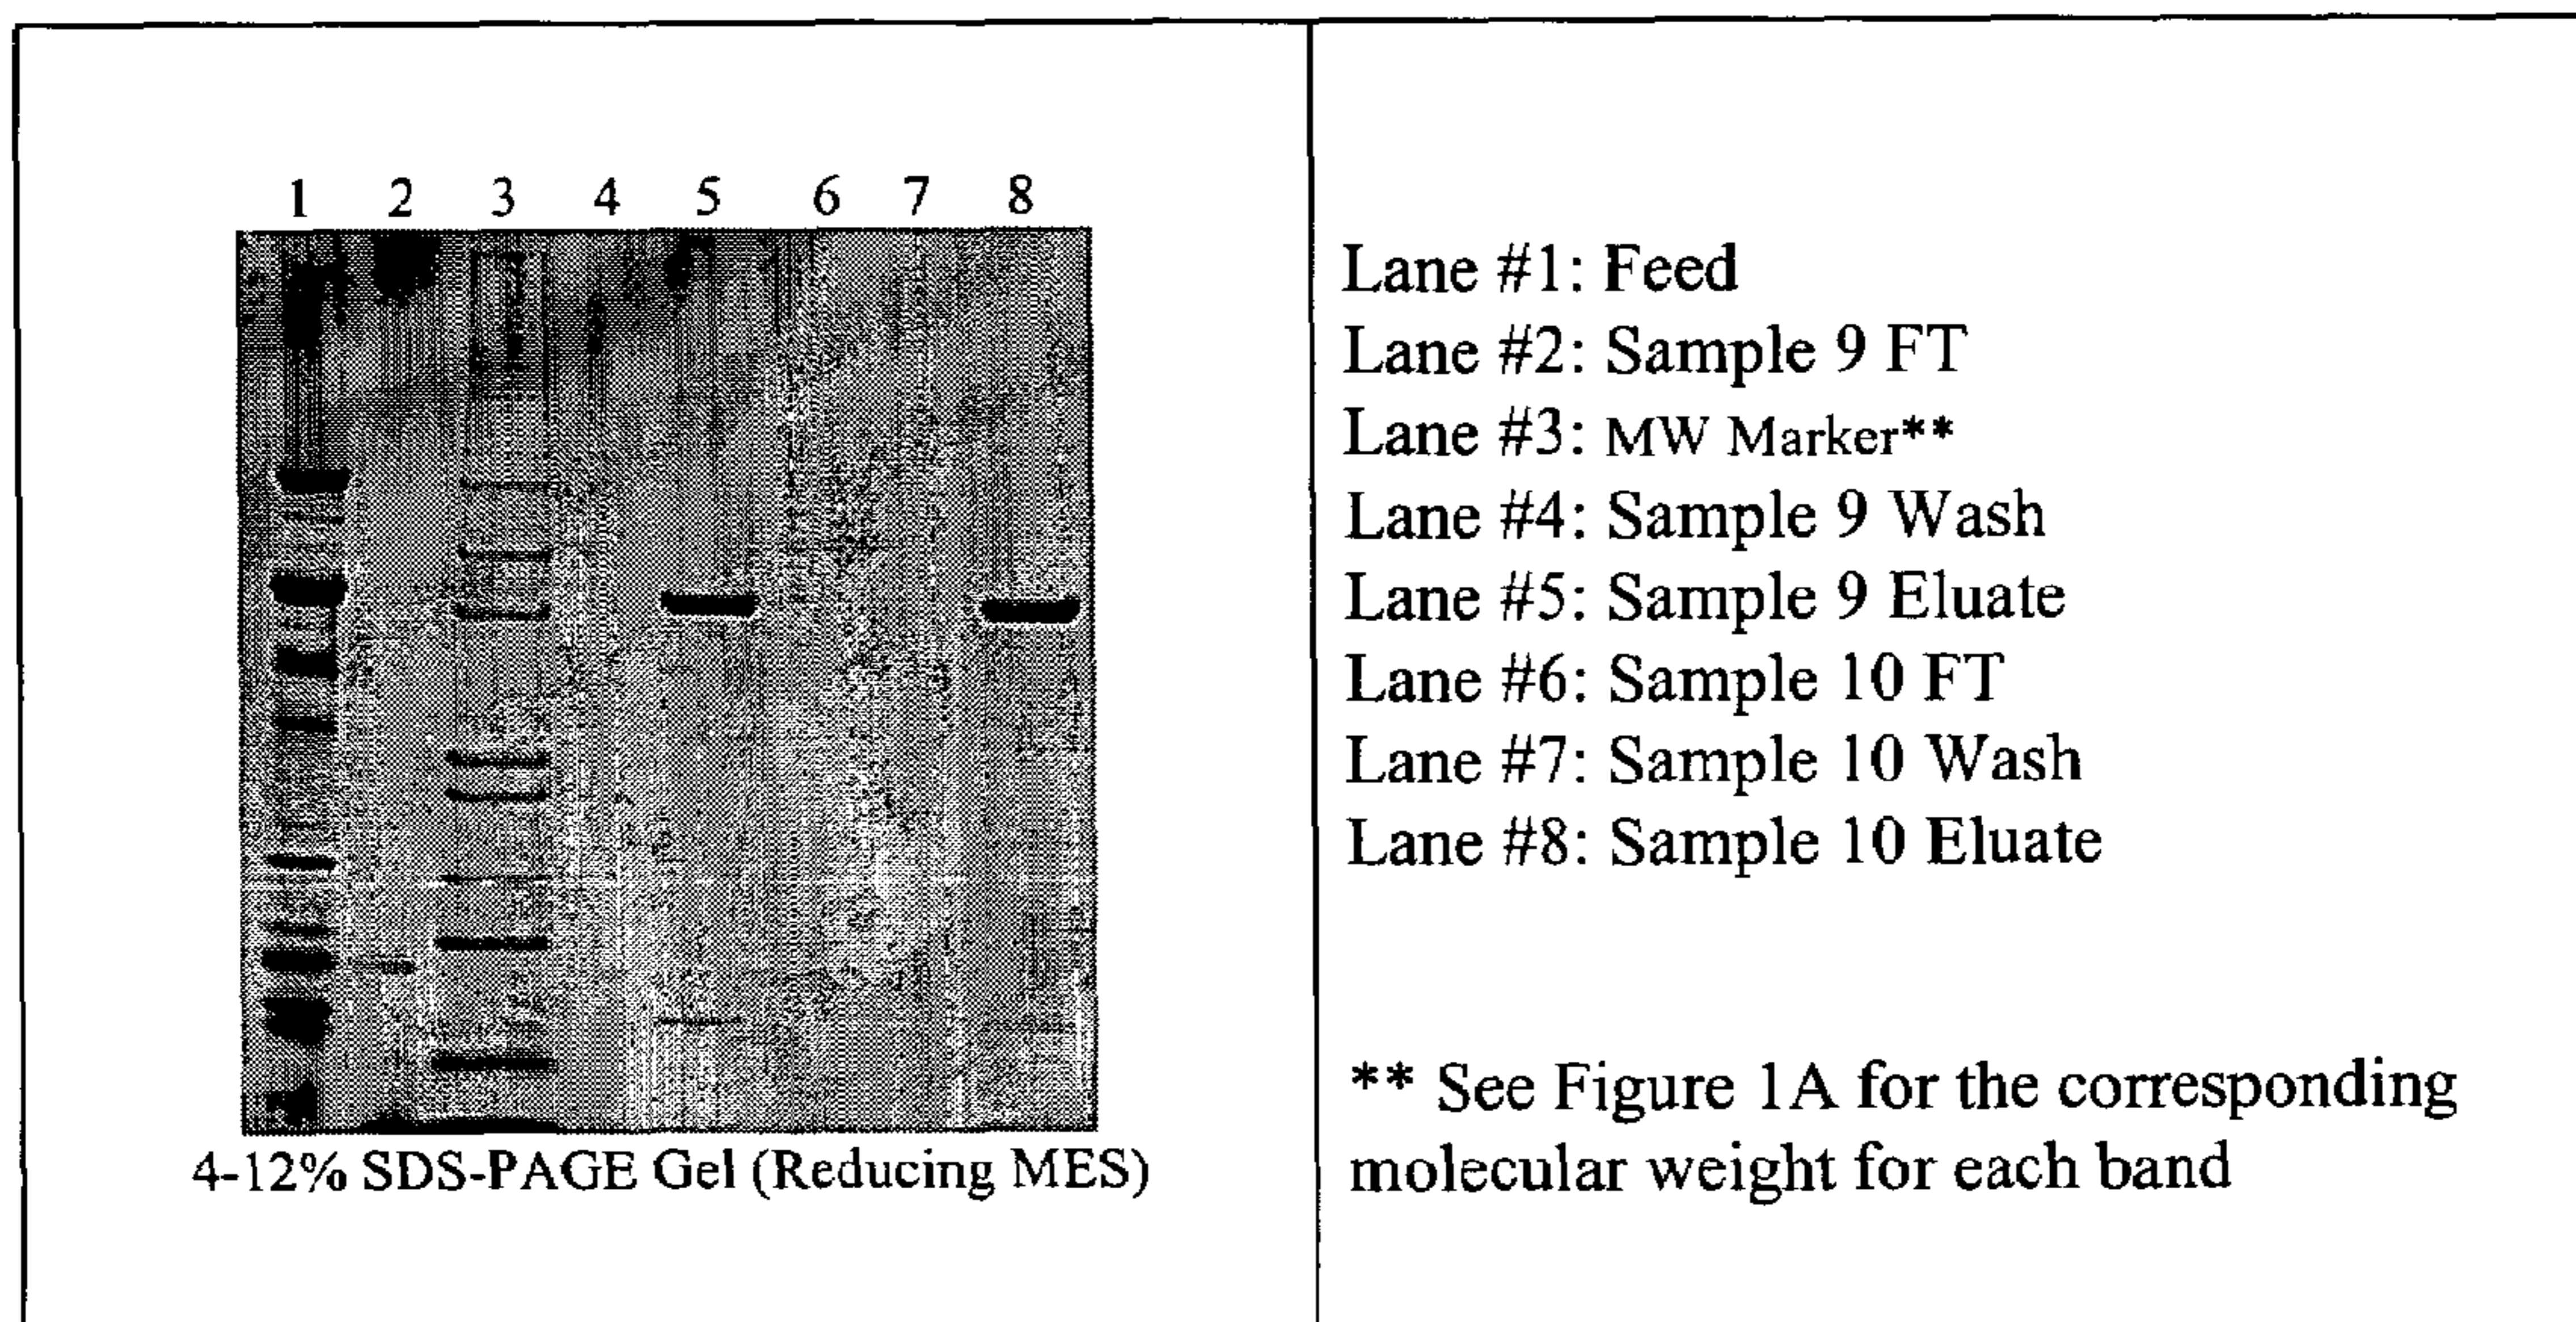 1 2 3 4 5 6 7 8
4-12% SDS-PAGE Gel (Reducing MES)
Lane #1: Feed
Lane #2: Sample 9 FT
Lane #3: MW Marker**
Lane #4: Sample 9 Wash
Lane #5: Sample 9 Eluate
Lane #6: Sample 10 FT
Lane #7: Sample 10 Wash
Lane #8: Sample 10 Eluate
** See Figure 1A for the corresponding
molecular weight for each band